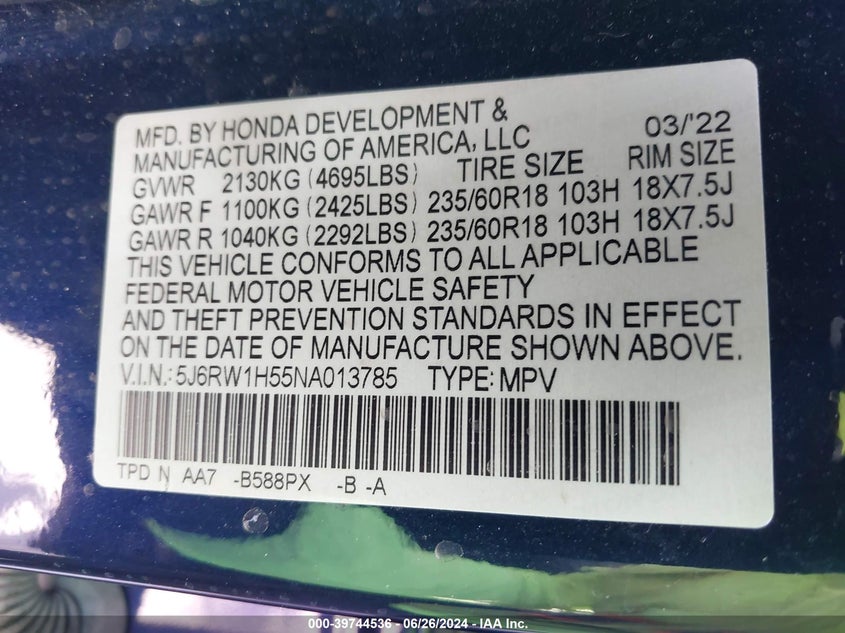 MFD. BY HONDA DEVELOPMENT & 03/'22
MANUFACTURING OF AMERICA, LLC TIRE SIZE RIM SIZE
GVWR 2130KG (4695LBS)
GAWR F 1100KG (2425LBS) 235/60R18 103H 18X7.5J
GAWR R 1040KG (2292LBS) 235/60R18 103H 18X7.5J
THIS VEHICLE CONFORMS TO ALL APPLICABLE
FEDERAL MOTOR VEHICLE SAFETY
AND THEFT PREVENTION STANDARDS IN EFFECT
ON THE DATE OF MANUFACTURE SHOWN ABOVE.
V.I.N.: 5J6RW1H55NA013785 TYPE: MPV
TPD N AA7 -B588PX -B -A
000-39744536 - 06/26/2024 - IAA Inc.